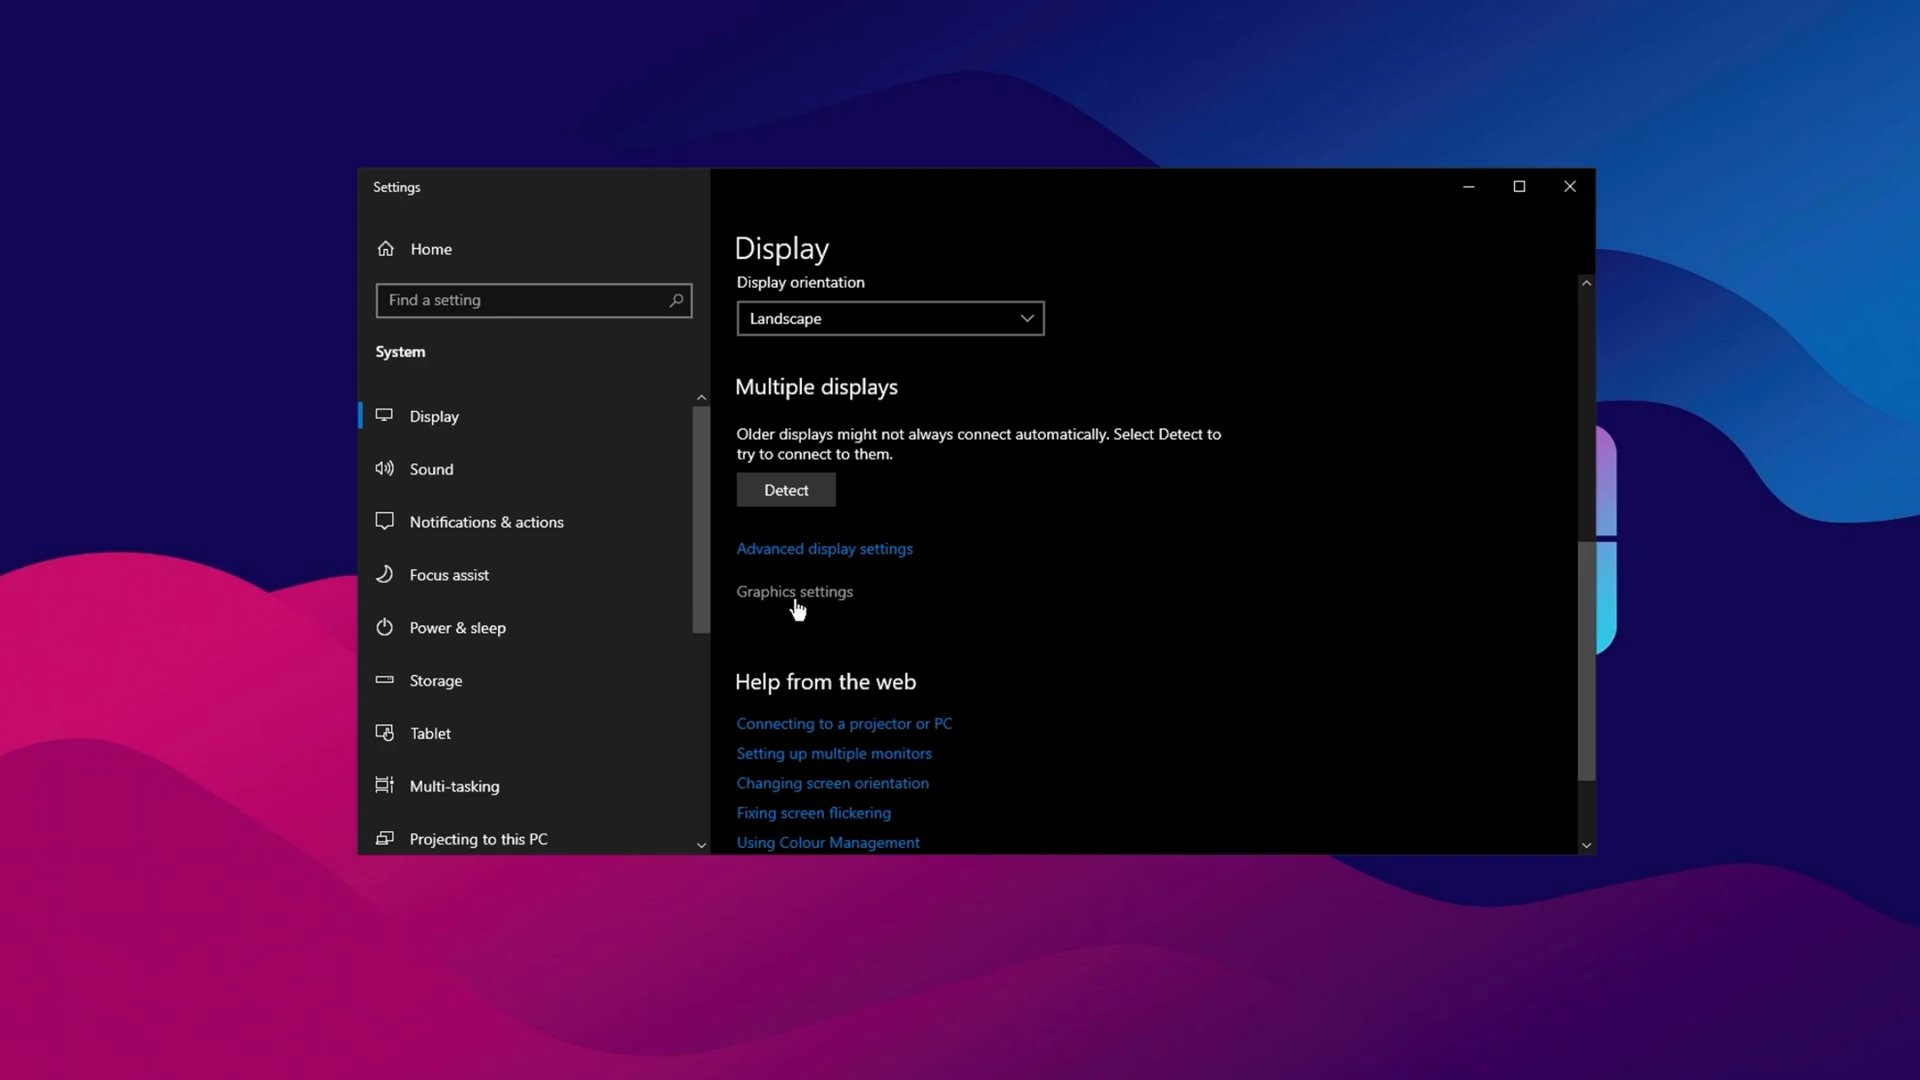 Settings
Home
Find a setting
System
Display
Sound
Notifications & actions
Focus assist
Power & sleep
Storage
Tablet
Multi-tasking
Projecting to this PC
Display
Display orientation
Landscape
Multiple displays
Older displays might not always connect automatically. Select Detect to
try to connect to them.
Detect
Advanced display settings
Graphics settings
Help from the web
Connecting to a projector or PC
Setting up multiple monitors
Changing screen orientation
Fixing screen flickering
Using Colour Management